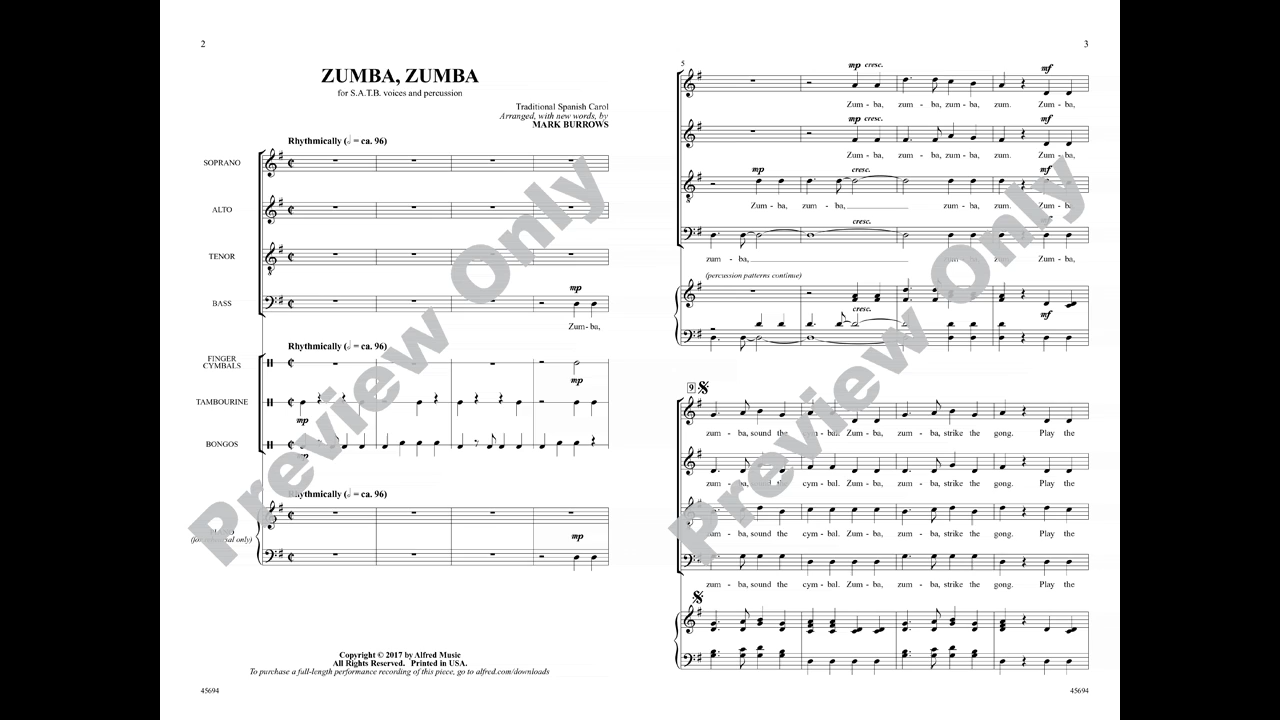 2
ZUMBA, ZUMBA
for S.A.T.B. voices and percussion
Traditional Spanish Carol
Arranged, with new words, by
MARK BURROWS
Rhythmically (𝅗𝅥 = ca. 96)
SOPRANO
ALTO
TENOR
BASS
mp
Zum - ba,
Rhythmically (𝅗𝅥 = ca. 96)
FINGER
CYMBALS
mp
TAMBOURINE
mp
BONGOS
mp
Rhythmically (𝅗𝅥 = ca. 96)
(for rehearsal only)
mp
Copyright © 2017 by Alfred Music
All Rights Reserved. Printed in USA.
To purchase a full-length performance recording of this piece, go to alfred.com/downloads
45694
Preview Only
3
5
mp cresc. mf
Zum - ba, zum - ba, zum - ba, zum. Zum - ba,
mp cresc. mf
Zum - ba, zum - ba, zum - ba, zum. Zum - ba,
mp cresc. mf
Zum - ba, zum - ba, zum - ba, zum. Zum - ba,
cresc.
zum - ba, zum - ba, zum. Zum - ba,
(percussion patterns continue)
mp
cresc. mf
9
zum - ba, sound the cym - bal. Zum - ba, zum - ba, strike the gong. Play the
zum - ba, sound the cym - bal. Zum - ba, zum - ba, strike the gong. Play the
zum - ba, sound the cym - bal. Zum - ba, zum - ba, strike the gong. Play the
zum - ba, sound the cym - bal. Zum - ba, zum - ba, strike the gong. Play the
45694
Preview Only